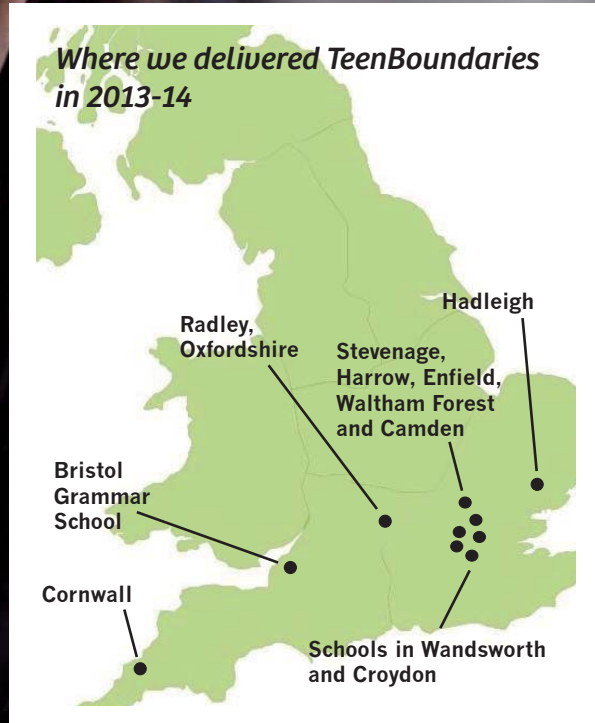 Where we delivered TeenBoundaries
in 2013-14
Hadleigh
Radley,
Oxfordshire
Stevenage,
Harrow, Enfield,
Waltham Forest
and Camden
Bristol
Grammar
School
Cornwall
Schools in Wandsworth
and Croydon